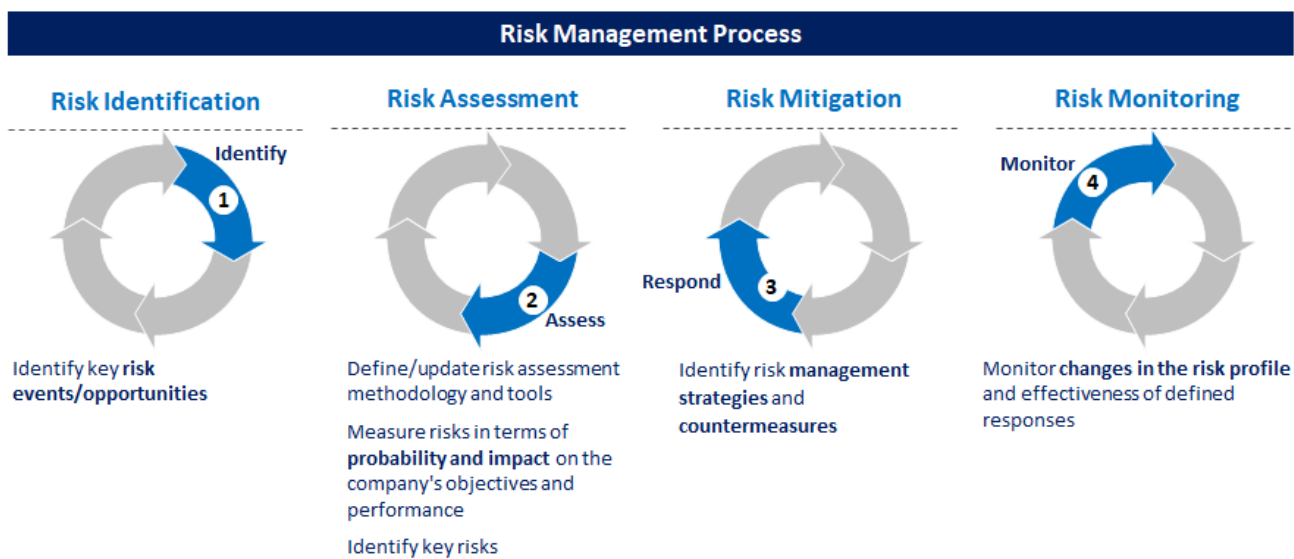 Risk Management Process
Risk Identification
Identify
1
Identify key risk
events/opportunities
Risk Assessment
2
Assess
Define/update risk assessment
methodology and tools
Measure risks in terms of
probability and impact on the
company's objectives and
performance
Identify key risks
Risk Mitigation
Respond
3
Identify risk management
strategies and
countermeasures
Risk Monitoring
Monitor
4
Monitor changes in the risk profile
and effectiveness of defined
responses